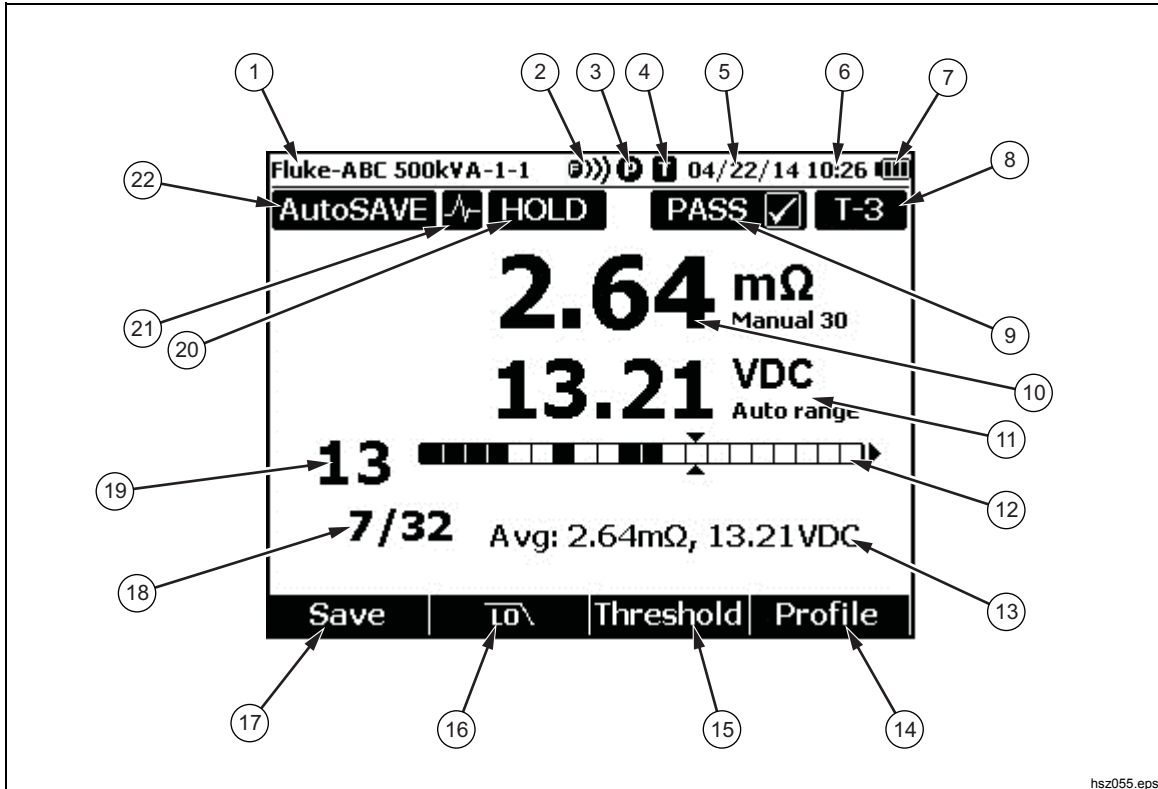 1 2 3 4 5 6 7
Fluke-ABC 500kVA-1-1 P T 04/22/14 10:26
8
22
AutoSAVE HOLD PASS T-3
2.64 mΩ
Manual 30
21
20
9
13.21 VDC
Auto range
10
11
19
13
12
7/32 Avg: 2.64mΩ, 13.21VDC
18
13
Save LO Threshold Profile
17 16 15 14
hsz055.eps